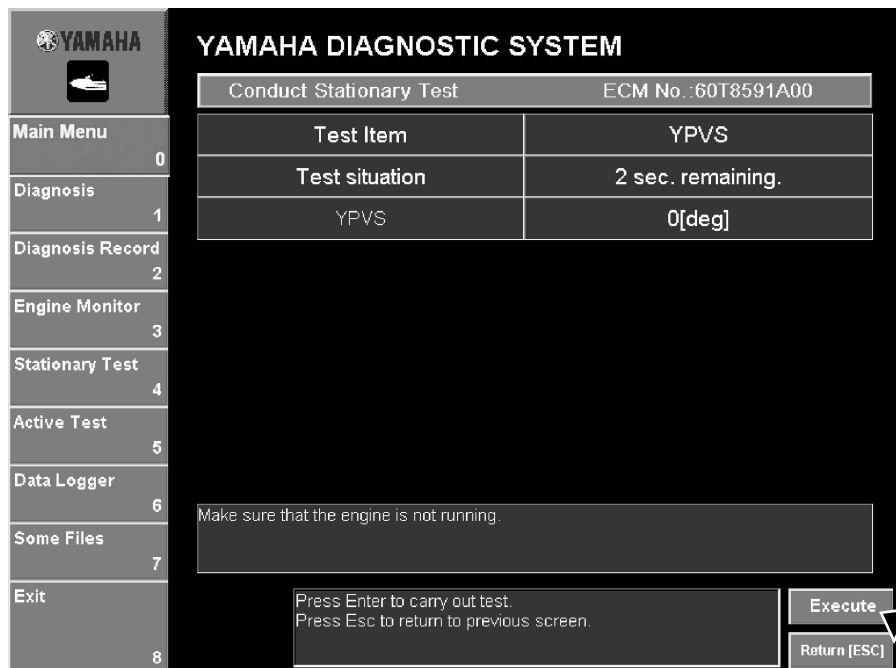 YAMAHA
YAMAHA DIAGNOSTIC SYSTEM
Conduct Stationary Test ECM No.:60T8591A00
Main Menu
0
Diagnosis
1
Diagnosis Record
2
Engine Monitor
3
Stationary Test
4
Active Test
5
Data Logger
6
Some Files
7
Exit
8
Test Item YPVS
Test situation 2 sec. remaining.
YPVS 0[deg]
Make sure that the engine is not running.
Press Enter to carry out test.
Press Esc to return to previous screen.
Execute
Return [ESC]